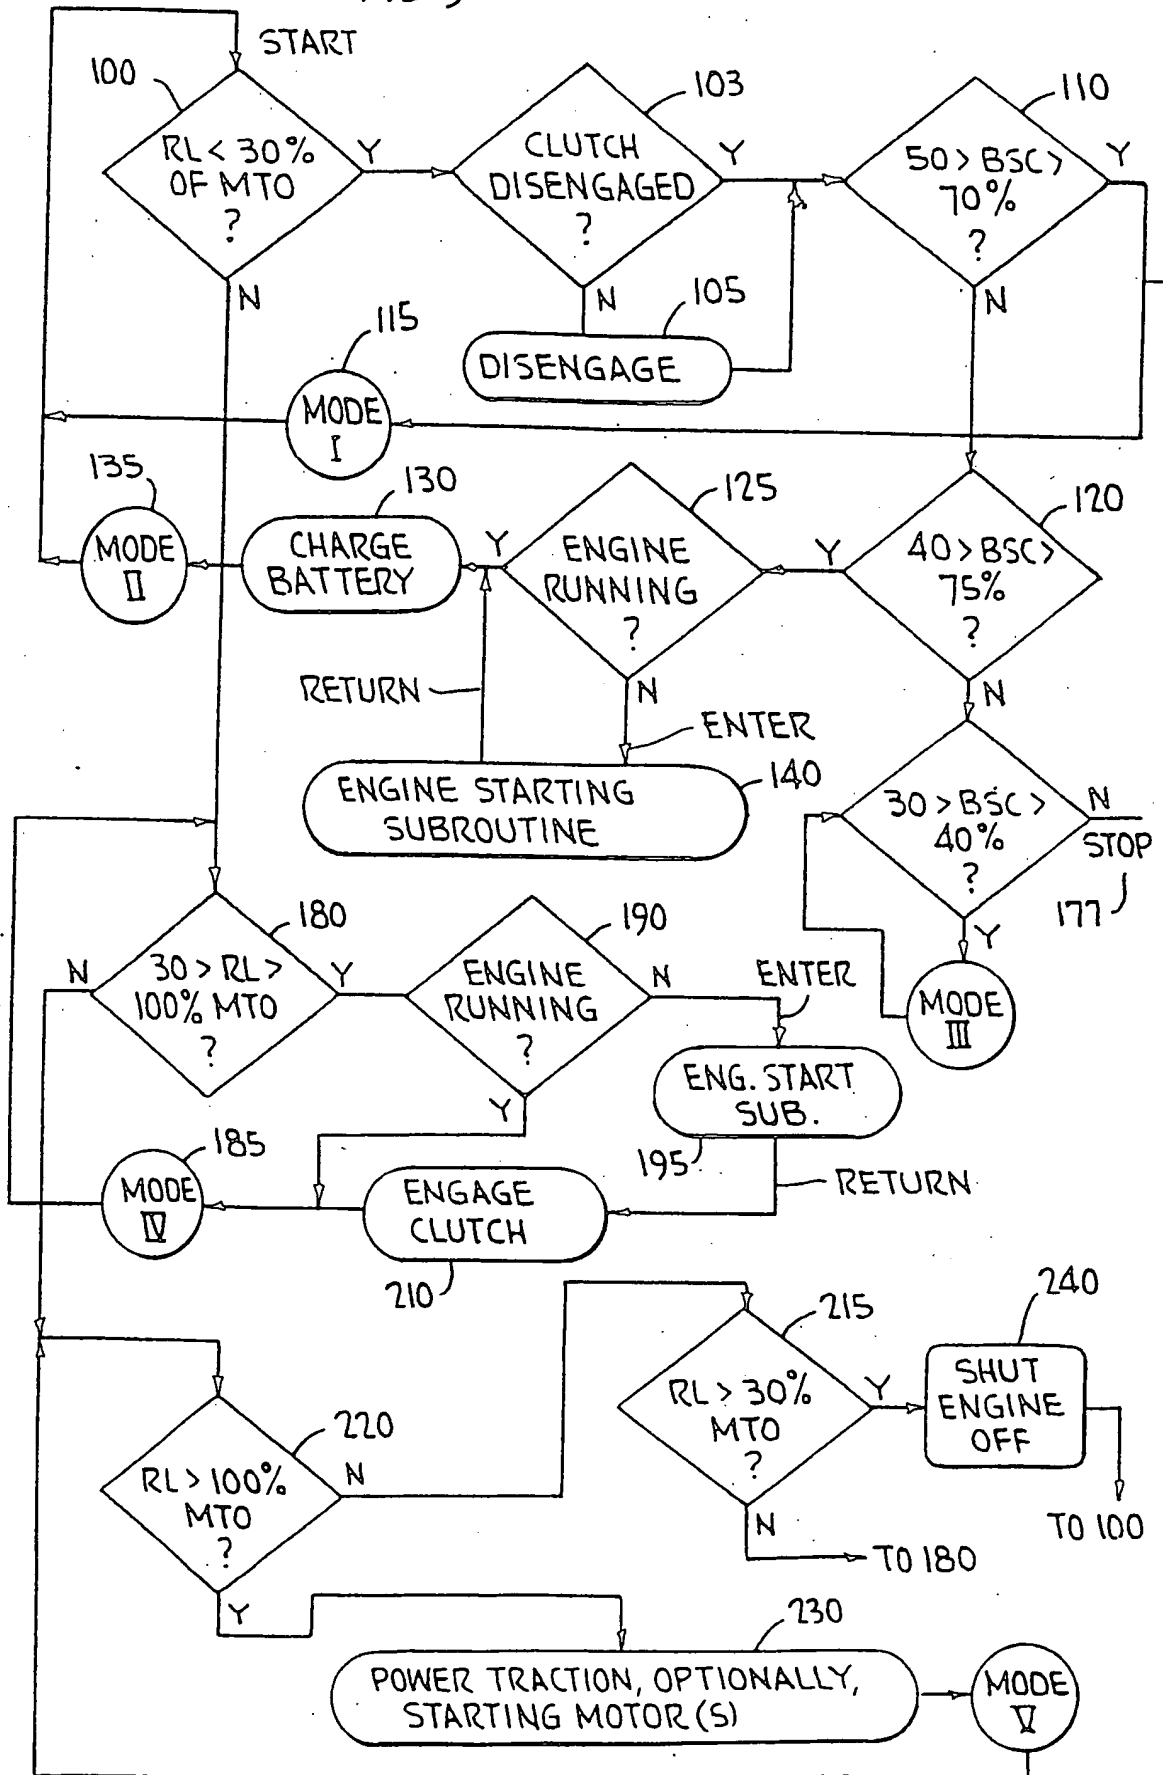 START
100
RL < 30%
OF MTO
?
Y
N
103
CLUTCH
DISENGAGED
?
Y
N
110
50 > BSC >
70%
?
Y
N
105
DISENGAGE
115
MODE
I
135
MODE
II
130
CHARGE
BATTERY
Y
125
ENGINE
RUNNING
?
N
Y
120
40 > BSC >
75%
?
N
RETURN
ENTER
ENGINE STARTING
SUBROUTINE
140
30 > BSC >
40%
?
N
STOP
177
Y
MODE
III
180
N
30 > RL >
100% MTO
?
Y
190
ENGINE
RUNNING
?
N
Y
ENTER
ENG. START
SUB.
195
RETURN
185
MODE
IV
ENGAGE
CLUTCH
210
215
RL > 30%
MTO
?
Y
N
TO 180
240
SHUT
ENGINE
OFF
TO 100
220
RL > 100%
MTO
?
N
Y
230
POWER TRACTION, OPTIONALLY,
STARTING MOTOR(S)
MODE
V